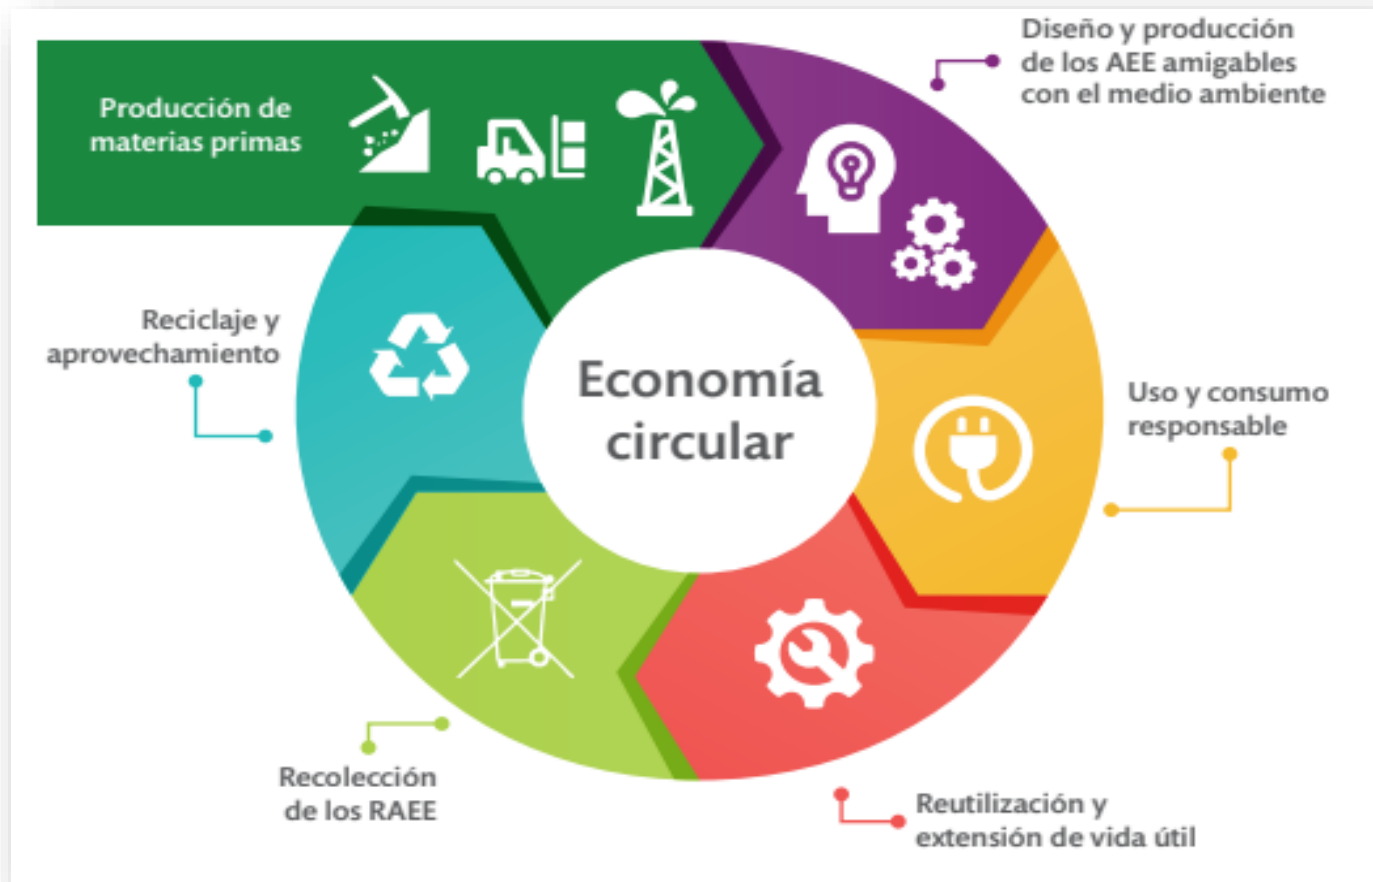 Diseño y producción
de los AEE amigables
con el medio ambiente
Producción de
materias primas
Reciclaje y
aprovechamiento
Economía
circular
Uso y consumo
responsable
Recolección
de los RAEE
Reutilización y
extensión de vida útil